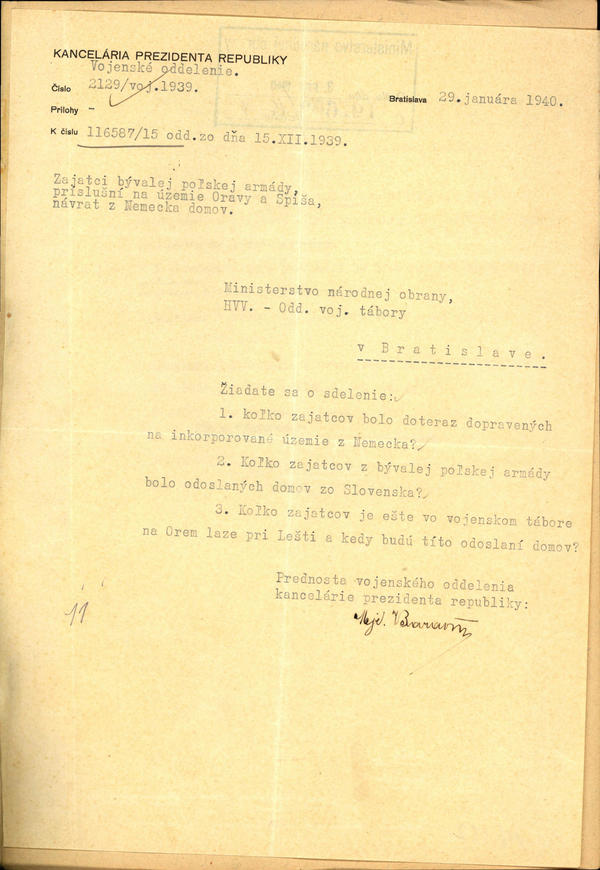 KANCELÁRIA PREZIDENTA REPUBLIKY
Vojenské oddelenie.
Číslo 2129/voj.1939.
Bratislava 29.januára 1940.
Prílohy -
K číslu 116587/15 odd.zo dňa 15.XII.1939.
Zajatci bývalej poľskej armády,
príslušní na územie Oravy a Spiša,
návrat z Nemecka domov.
Ministerstvo národnej obrany,
HVV. - Odd. voj. tábory
v Bratislave.
Žiadate sa o sdelenie:
1. koľko zajatcov bolo doteraz dopravených
na inkorporované územie z Nemecka?
2. Koľko zajatcov z bývalej poľskej armády
bolo odoslaných domov zo Slovenska?
3. Koľko zajatcov je ešte vo vojenskom tábore
na Orem laze pri Lešti a kedy budú títo odoslaní domov?
Prednosta vojenského oddelenia
kancelárie prezidenta republiky:
11